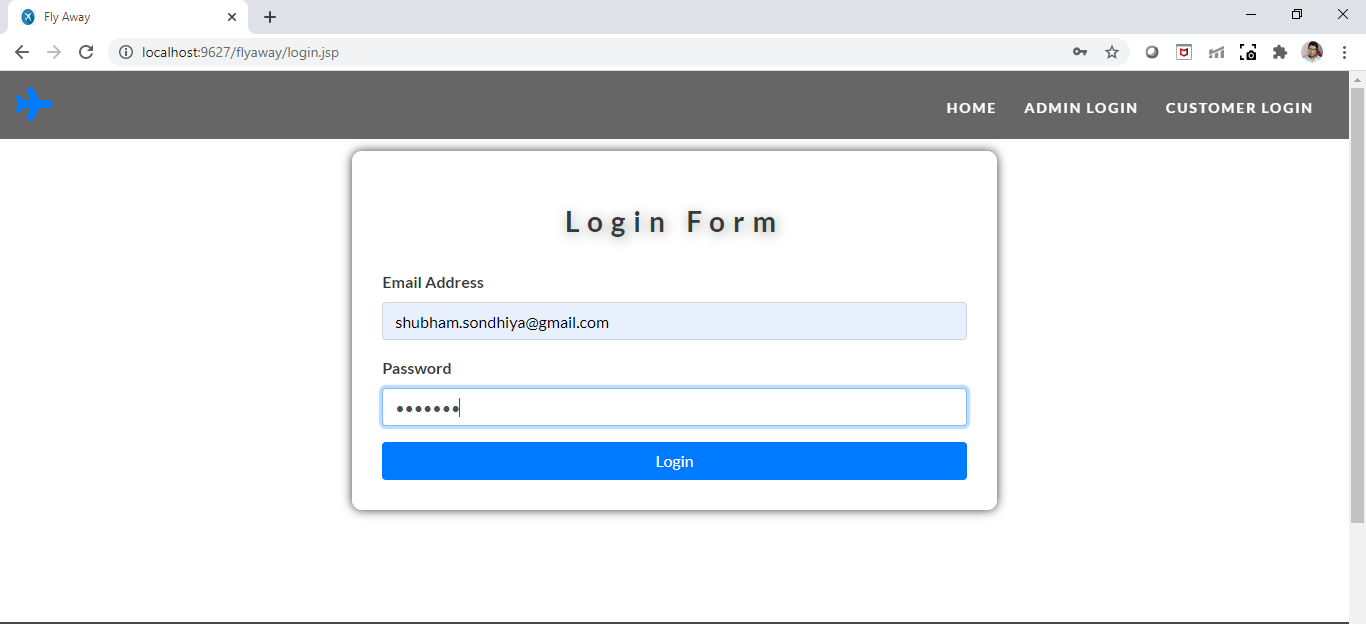 Fly Away
localhost:9627/flyaway/login.jsp
HOME ADMIN LOGIN CUSTOMER LOGIN
Login Form
Email Address
shubham.sondhiya@gmail.com
Password
•••••••
Login